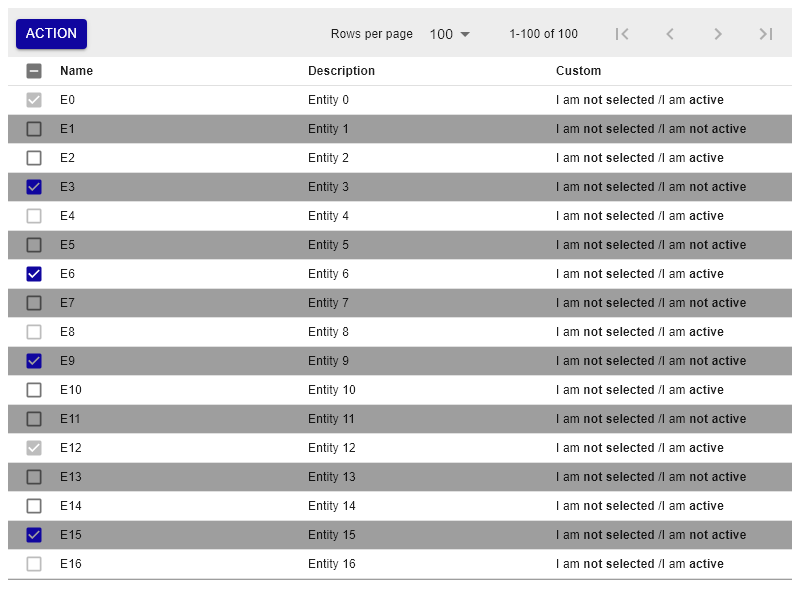 ACTION Rows per page 100 1-100 of 100
Name Description Custom
E0 Entity 0 I am not selected /I am active
E1 Entity 1 I am not selected /I am not active
E2 Entity 2 I am not selected /I am active
E3 Entity 3 I am not selected /I am not active
E4 Entity 4 I am not selected /I am active
E5 Entity 5 I am not selected /I am not active
E6 Entity 6 I am not selected /I am active
E7 Entity 7 I am not selected /I am not active
E8 Entity 8 I am not selected /I am active
E9 Entity 9 I am not selected /I am not active
E10 Entity 10 I am not selected /I am active
E11 Entity 11 I am not selected /I am not active
E12 Entity 12 I am not selected /I am active
E13 Entity 13 I am not selected /I am not active
E14 Entity 14 I am not selected /I am active
E15 Entity 15 I am not selected /I am not active
E16 Entity 16 I am not selected /I am active